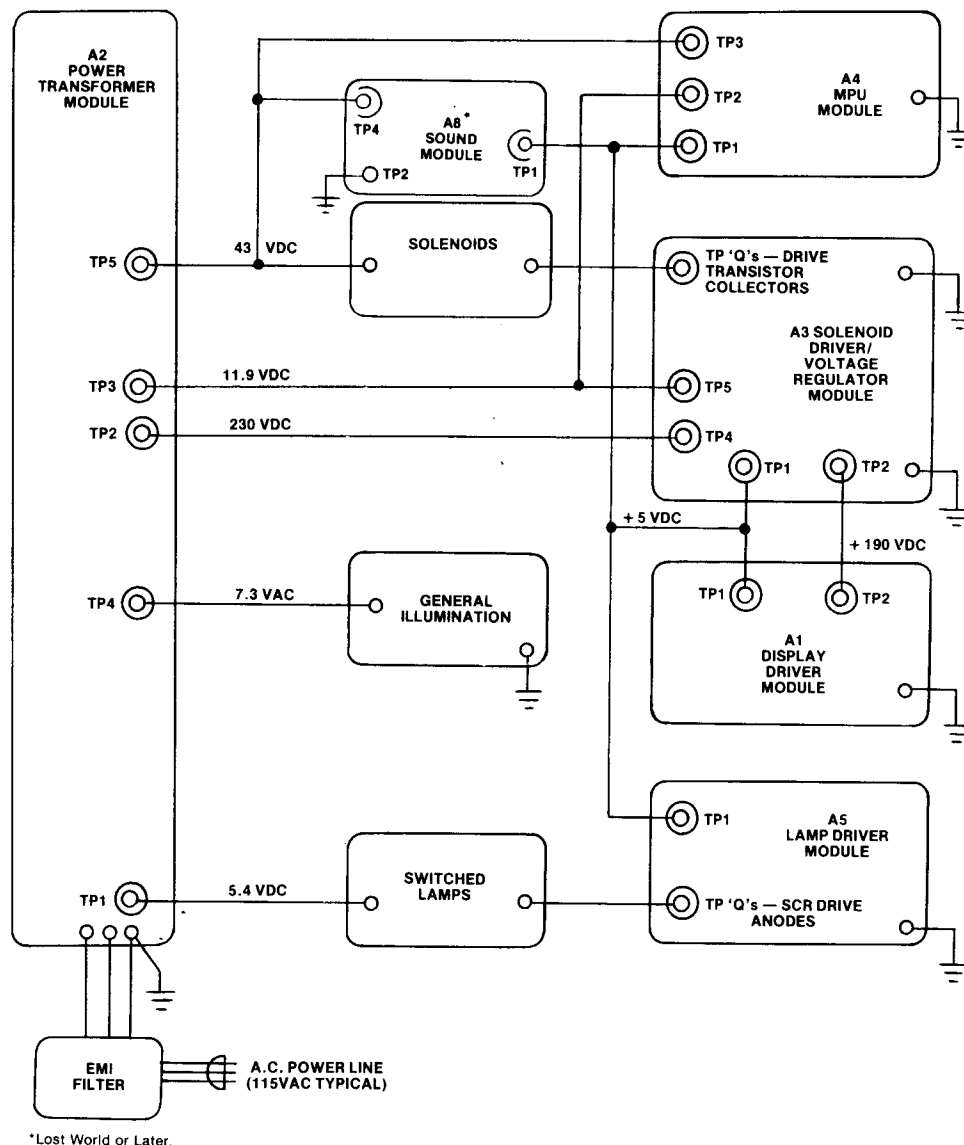 A2
POWER
TRANSFORMER
MODULE
TP3
A4
MPU
MODULE
TP2
TP1
A8*
SOUND
MODULE
TP4
TP2
TP1
TP5
43 VDC
SOLENOIDS
TP 'Q's — DRIVE
TRANSISTOR
COLLECTORS
A3 SOLENOID
DRIVER/
VOLTAGE
REGULATOR
MODULE
TP3
11.9 VDC
TP5
TP2
230 VDC
TP4
TP1
TP2
+ 5 VDC
+ 190 VDC
TP4
7.3 VAC
GENERAL
ILLUMINATION
TP1
TP2
A1
DISPLAY
DRIVER
MODULE
TP1
5.4 VDC
SWITCHED
LAMPS
TP1
A5
LAMP DRIVER
MODULE
TP 'Q's — SCR DRIVE
ANODES
EMI
FILTER
A.C. POWER LINE
(115VAC TYPICAL)
*Lost World or Later.